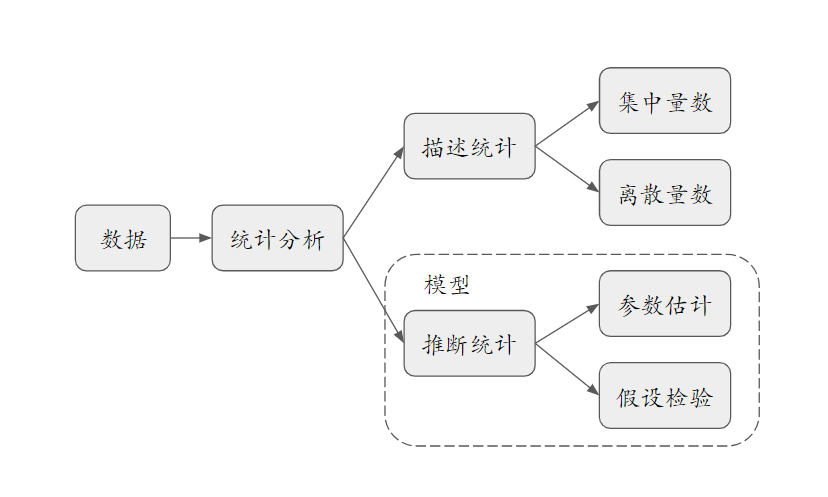 数据
统计分析
描述统计
集中量数
离散量数
模型
推断统计
参数估计
假设检验